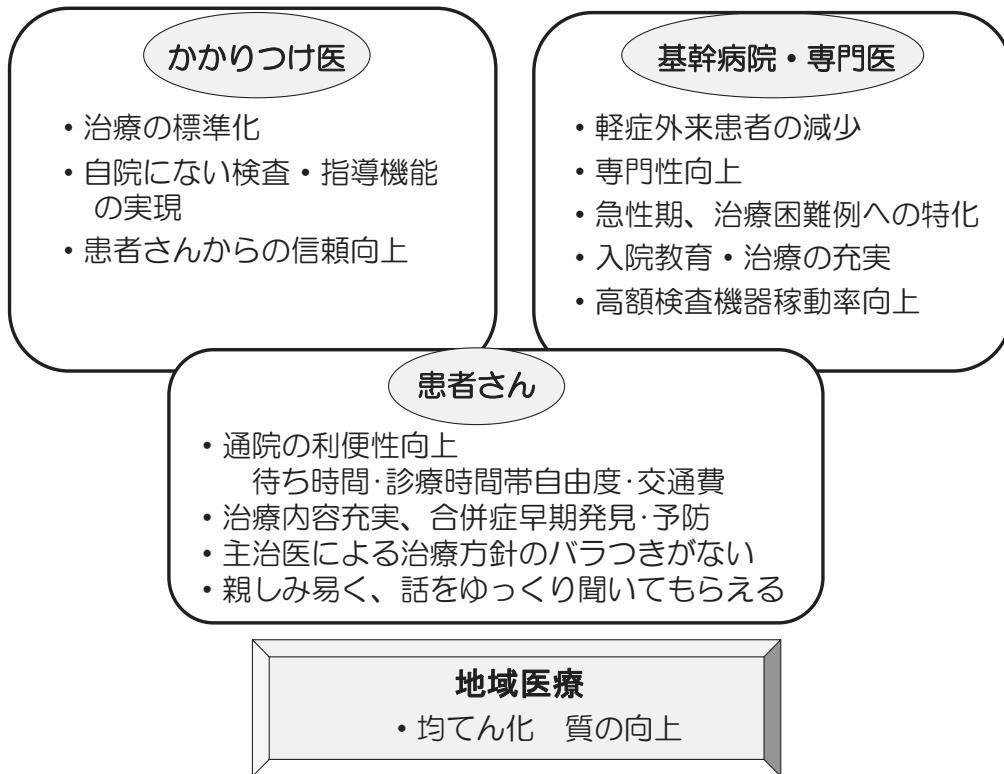 かかりつけ医
・治療の標準化
・自院にない検査・指導機能
の実現
・患者さんからの信頼向上
基幹病院・専門医
・軽症外来患者の減少
・専門性向上
・急性期、治療困難例への特化
・入院教育・治療の充実
・高額検査機器稼動率向上
患者さん
・通院の利便性向上
待ち時間･診療時間帯自由度･交通費
・治療内容充実、合併症早期発見･予防
・主治医による治療方針のバラつきがない
・親しみ易く、話をゆっくり聞いてもらえる
地域医療
・均てん化　質の向上